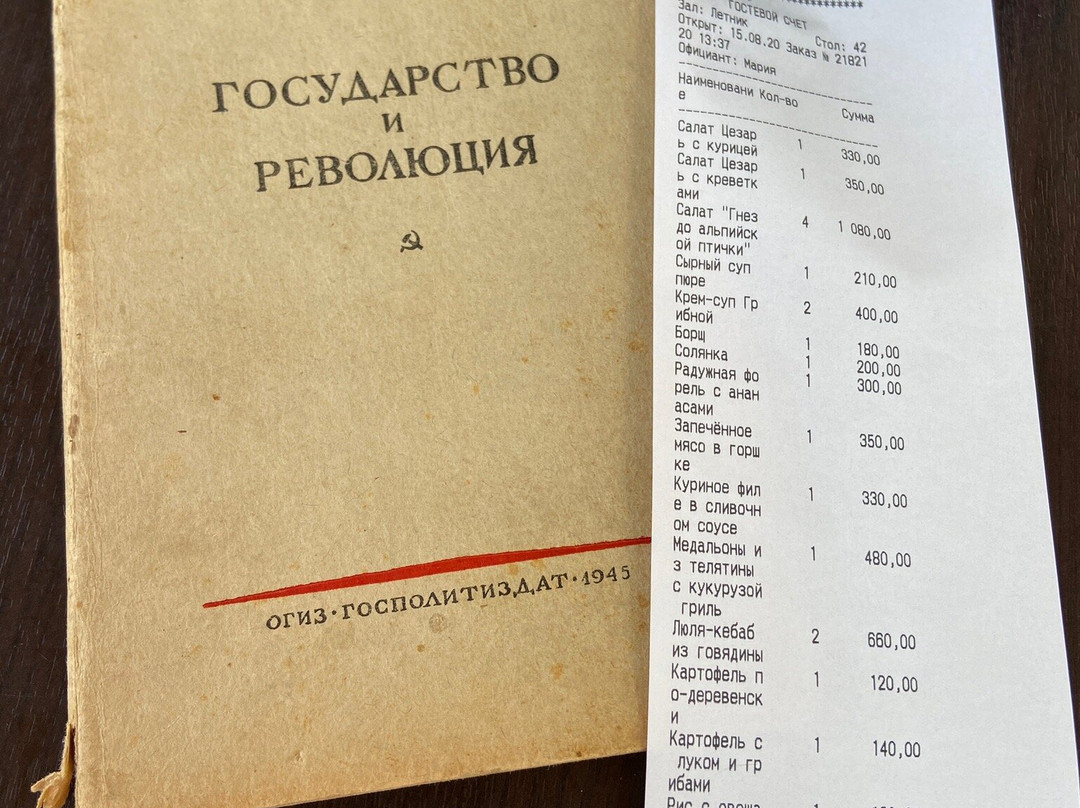 ГОСУДАРСТВО
и
РЕВОЛЮЦИЯ
ОГИЗ·ГОСПОЛИТИЗДАТ·1945
ГОСТЕВОЙ СЧЕТ
Зал: Летник Стол: 42
Открыт: 15.08.20 Заказ № 21821
20 13:37
Официант: Мария
Наименовани Кол-во Сумма
е
Салат Цезар 1 330,00
ь с курицей
Салат Цезар 1 350,00
ь с креветк
ами
Салат "Гнез 4 1 080,00
до альпийск
ой птички"
Сырный суп 1 210,00
пюре
Крем-суп Гр 2 400,00
ибной
Борщ 1 180,00
Солянка 1 200,00
Радужная фо 1 300,00
рель с анан
асами
Запечённое 1 350,00
мясо в горш
ке
Куриное фил 1 330,00
е в сливочн
ом соусе
Медальоны и 1 480,00
з телятины
с кукурузой
гриль
Люля-кебаб 2 660,00
из говядины
Картофель п 1 120,00
о-деревенск
и
Картофель с 1 140,00
луком и гр
ибами
Рис с овоща